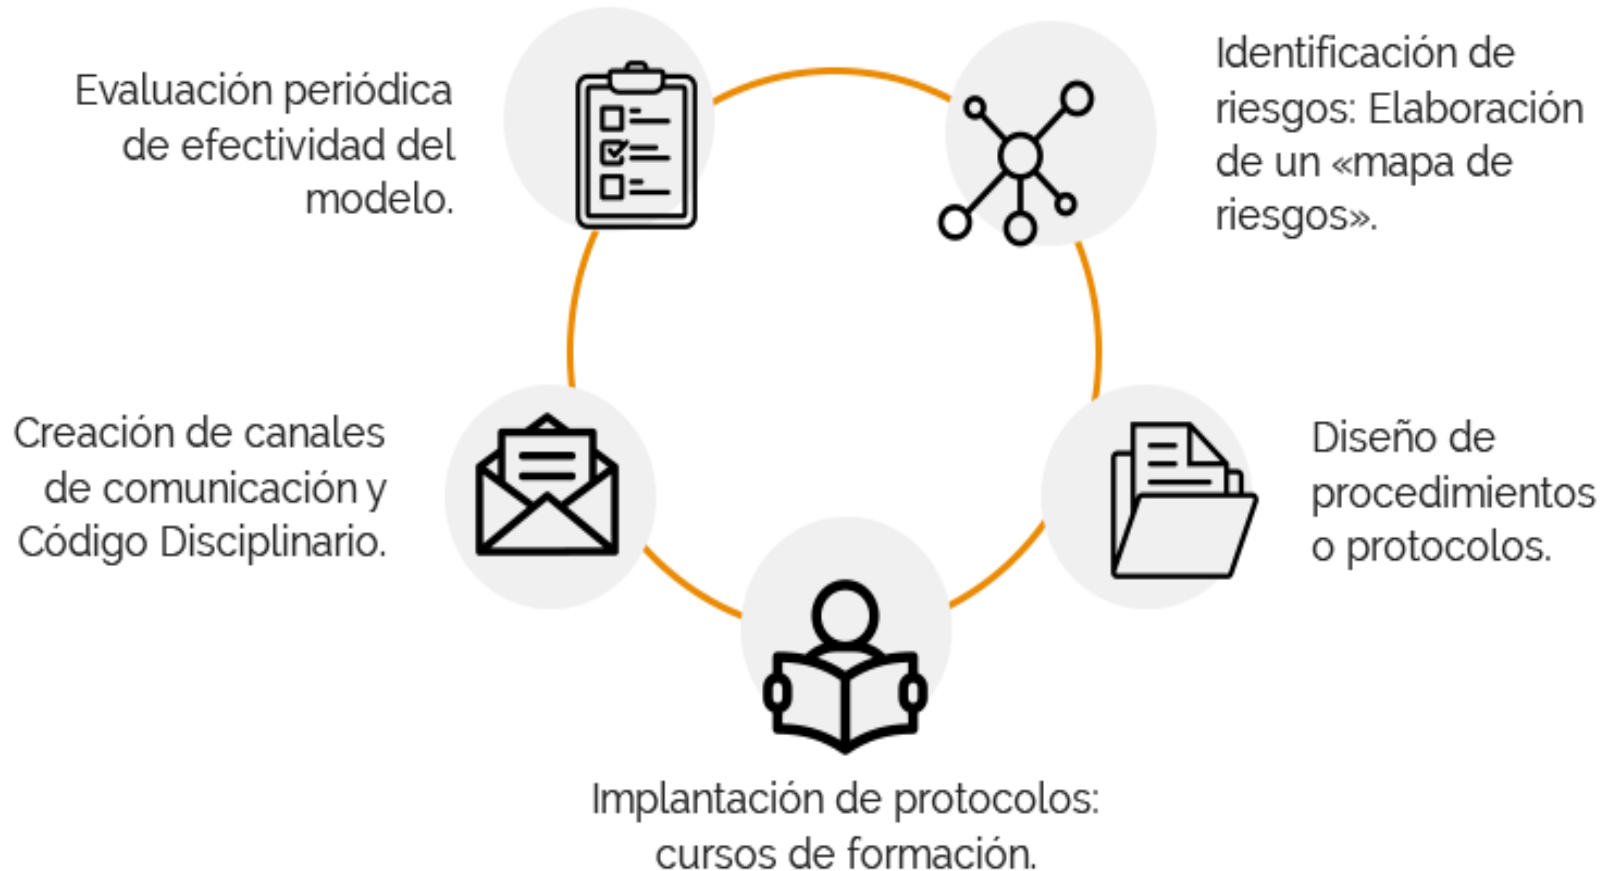 Evaluación periódica
de efectividad del
modelo.
Identificación de
riesgos: Elaboración
de un «mapa de
riesgos».
Creación de canales
de comunicación y
Código Disciplinario.
Diseño de
procedimientos
o protocolos.
Implantación de protocolos:
cursos de formación.